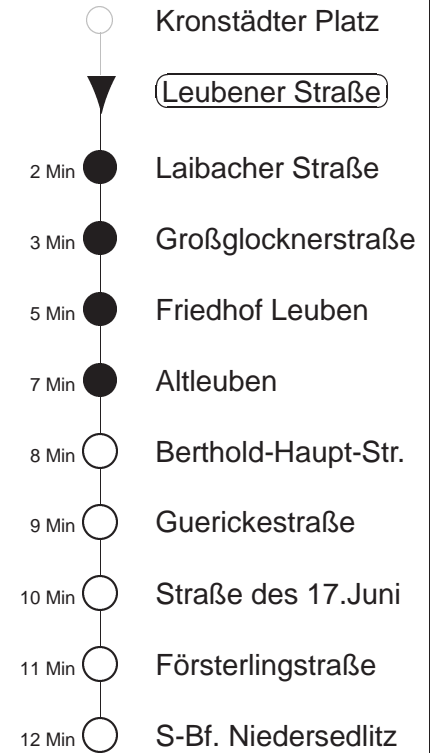 Kronstädter Platz
Leubener Straße
2 Min Laibacher Straße
3 Min Großglocknerstraße
5 Min Friedhof Leuben
7 Min Altleuben
8 Min Berthold-Haupt-Str.
9 Min Guerickestraße
10 Min Straße des 17.Juni
11 Min Försterlingstraße
12 Min S-Bf. Niedersedlitz